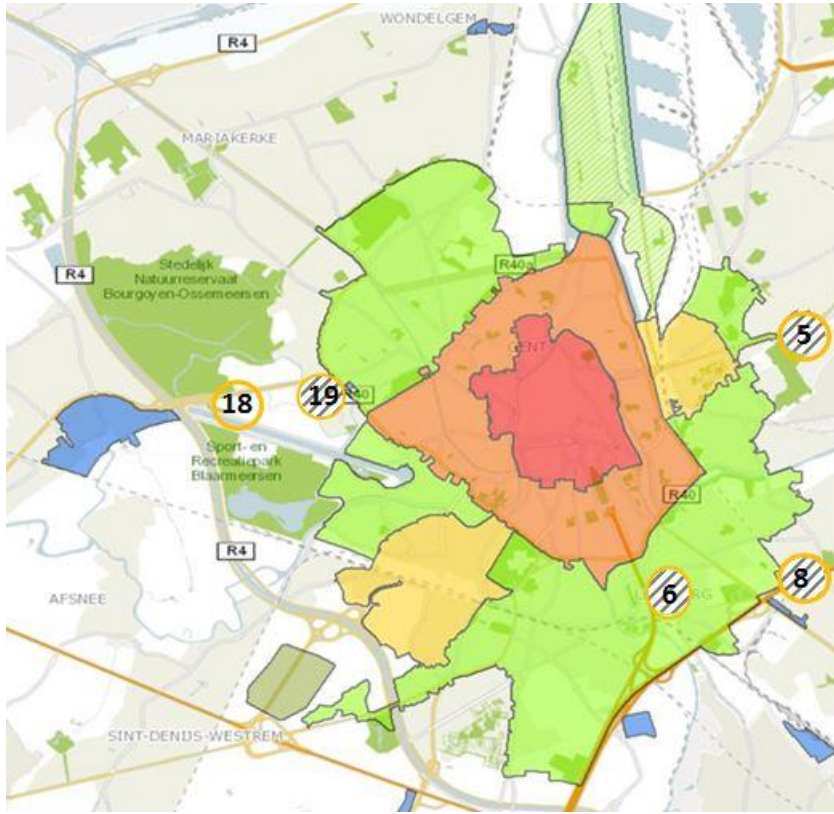 WONDELGEM
R4
MARIAKERKE
R4
Stedelijk
Natuurreservaat
Bourgoyen-Ossemeersen
R40a
GENT
5
18
19
R40
Sport- en
Recreatiepark
Blaarmeersen
R40
R4
AFSNEE
6
8
SINT-DENIJS-WESTREM